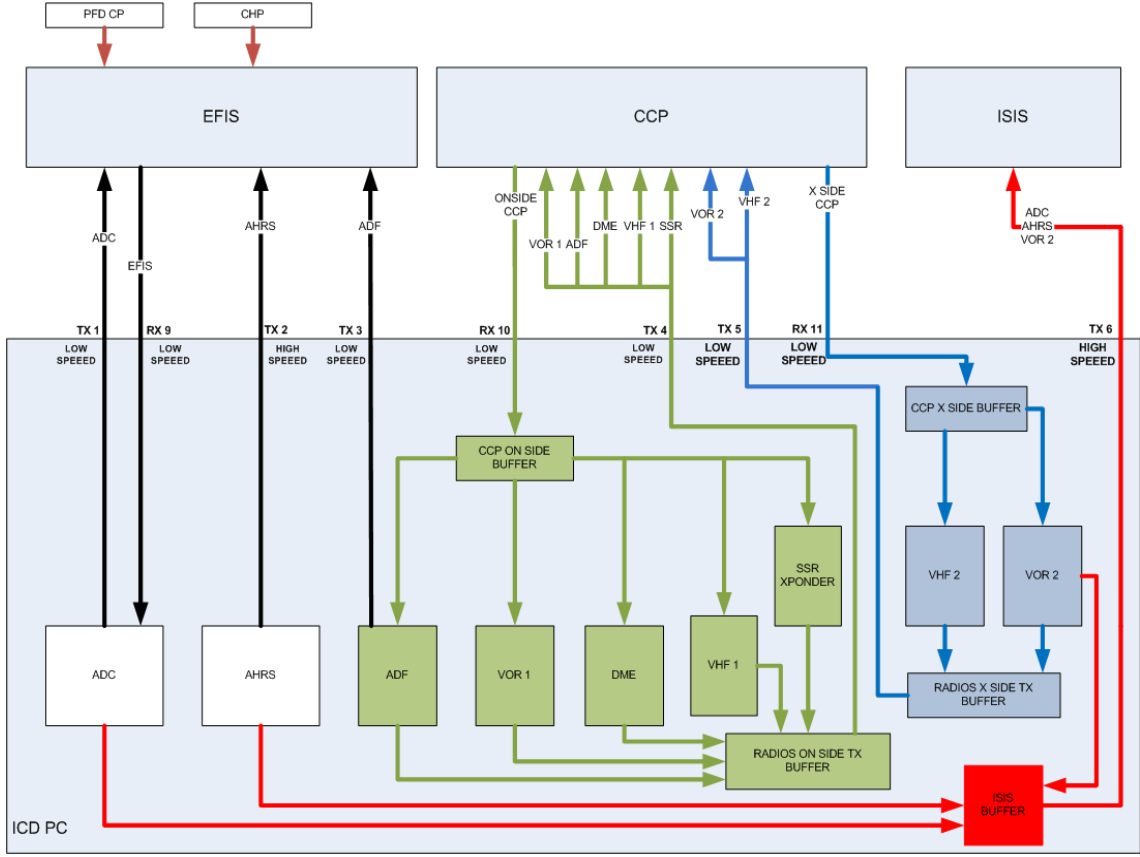 PFD CP
CHP
EFIS
CCP
ISIS
ONSIDE
CCP
X SIDE
CCP
VOR 2
VHF 2
ADC
AHRS
VOR 2
ADC
AHRS
ADF
VOR 1
ADF
DME
VHF 1
SSR
EFIS
TX 1
RX 9
TX 2
TX 3
RX 10
TX 4
TX 5
RX 11
TX 6
LOW
SPEEED
LOW
SPEEED
HIGH
SPEEED
LOW
SPEEED
LOW
SPEEED
LOW
SPEEED
LOW
SPEEED
LOW
SPEEED
HIGH
SPEEED
CCP X SIDE BUFFER
CCP ON SIDE
BUFFER
SSR
XPONDER
VHF 2
VOR 2
ADC
AHRS
ADF
VOR 1
DME
VHF 1
RADIOS X SIDE TX
BUFFER
RADIOS ON SIDE TX
BUFFER
ISIS
BUFFER
ICD PC